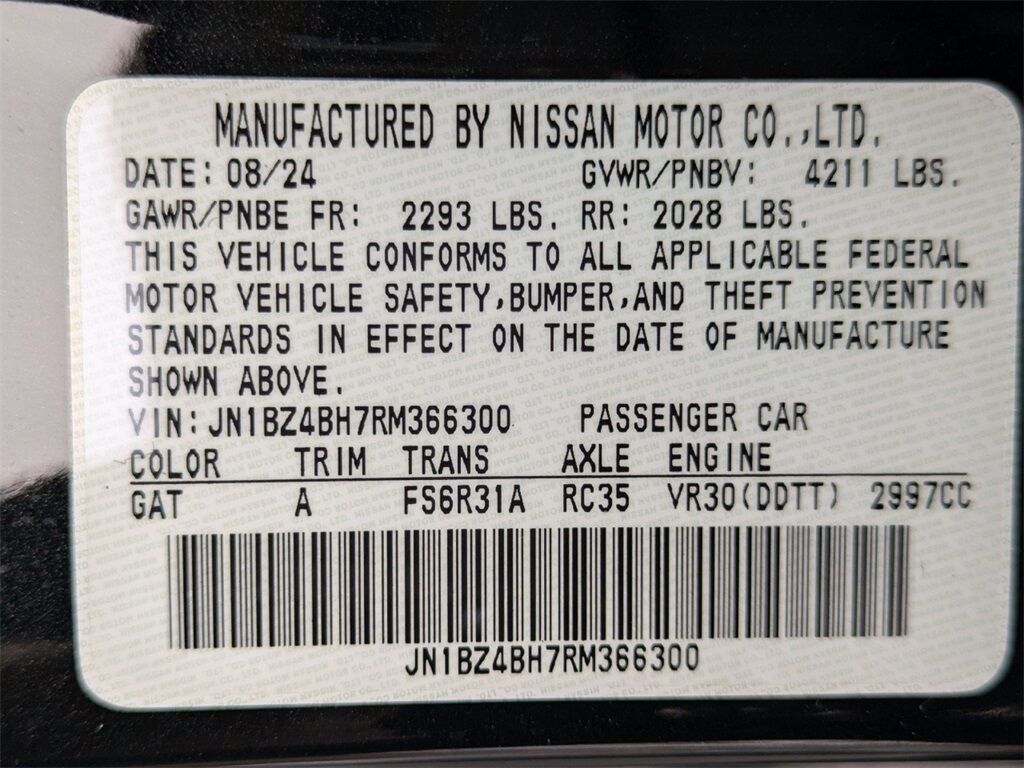 MANUFACTURED BY NISSAN MOTOR CO.,LTD.
DATE: 08/24 GVWR/PNBV: 4211 LBS.
GAWR/PNBE FR: 2293 LBS. RR: 2028 LBS.
THIS VEHICLE CONFORMS TO ALL APPLICABLE FEDERAL
MOTOR VEHICLE SAFETY,BUMPER,AND THEFT PREVENTION
STANDARDS IN EFFECT ON THE DATE OF MANUFACTURE
SHOWN ABOVE.
VIN:JN1BZ4BH7RM366300 PASSENGER CAR
COLOR TRIM TRANS AXLE ENGINE
GAT A FS6R31A RC35 VR30(DDTT) 2997CC
JN1BZ4BH7RM366300